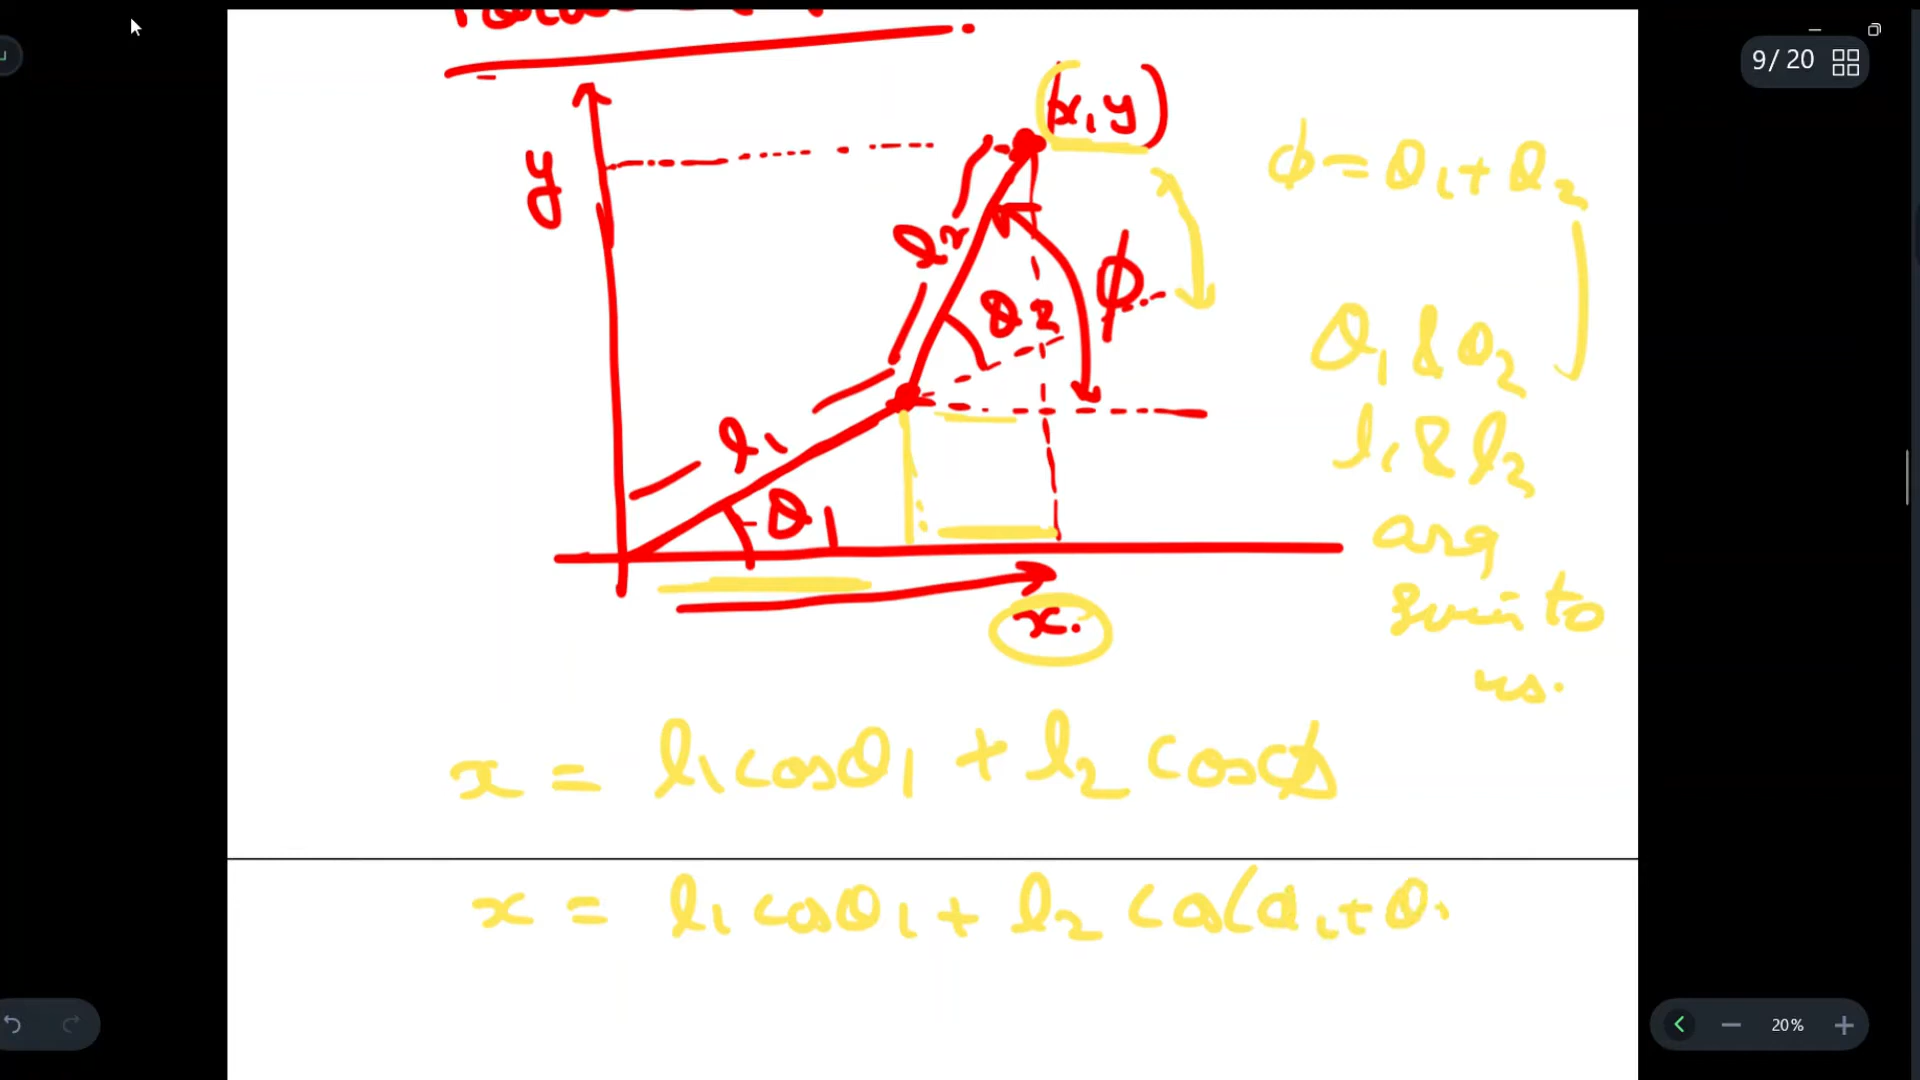 9/ 20
(x, y)
y
ϕ = θ1 + θ2
l2
θ2
ϕ
θ1 & θ2
l1
l1 & l2
θ1
are
x.
to
us.
x = l1 cosθ1 + l2 cosϕ
x = l1 cosθ1 + l2 cos(θ1 + θ
20%